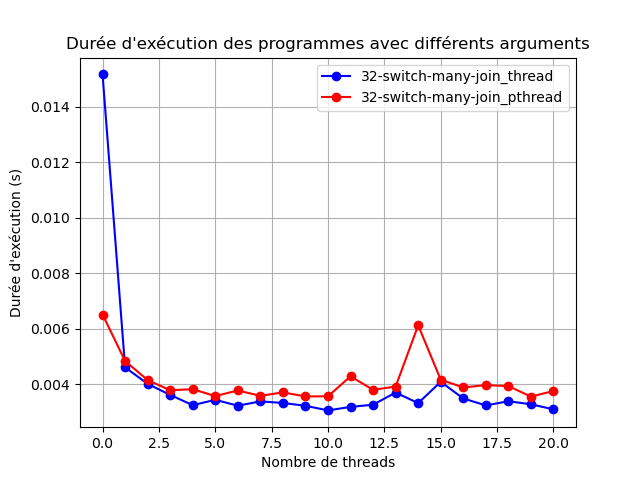 Durée d'exécution des programmes avec différents arguments
32-switch-many-join_thread
32-switch-many-join_pthread
0.014
0.012
0.010
0.008
0.006
0.004
Durée d'exécution (s)
0.0 2.5 5.0 7.5 10.0 12.5 15.0 17.5 20.0
Nombre de threads